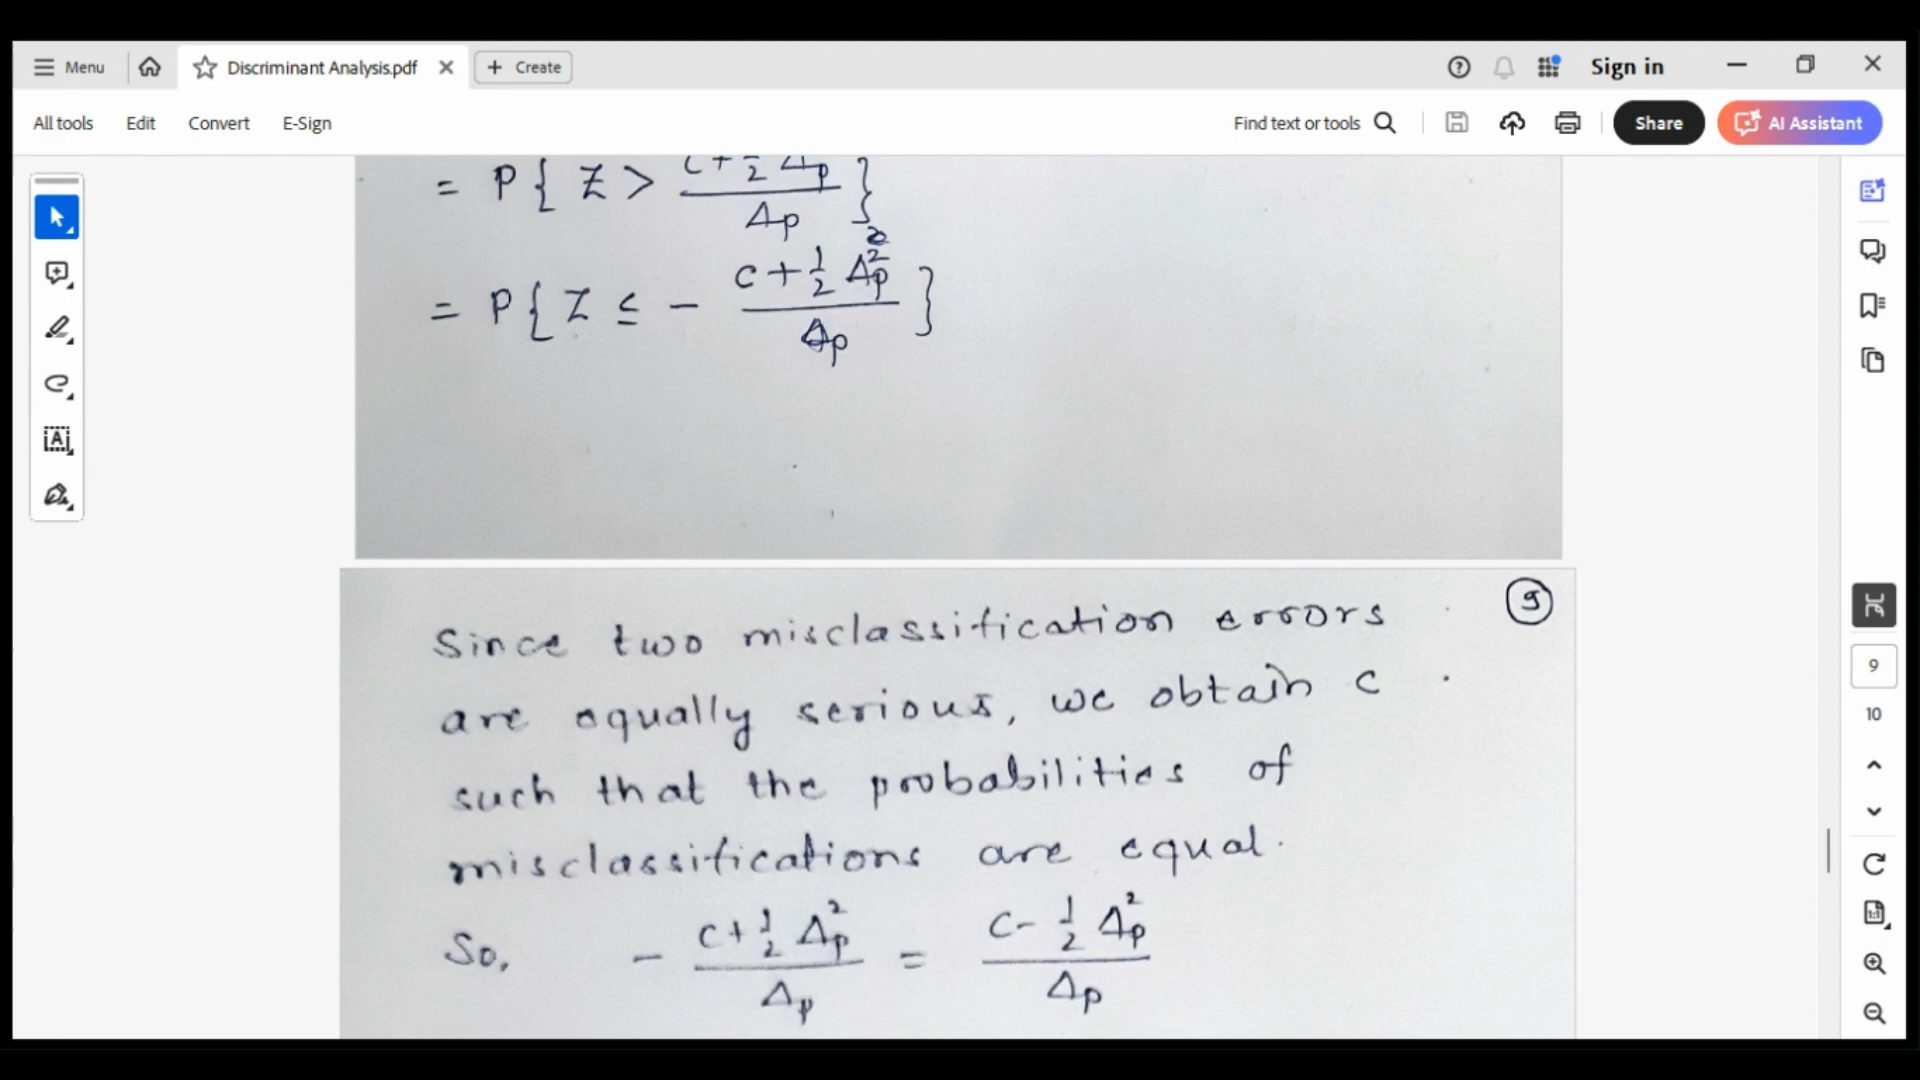 Menu
Discriminant Analysis.pdf
+ Create
Sign in
All tools
Edit
Convert
E-Sign
Find text or tools
Share
AI Assistant
= P{ Z > (c + 1/2 Δp) / Δp }
= P{ Z ≤ - (c + 1/2 Δp²) / Δp }
9
Since two misclassification errors
are equally serious, we obtain c
such that the probabilities of
misclassifications are equal.
So, - (c + 1/2 Δp²) / Δp = (c - 1/2 Δp²) / Δp
9
10